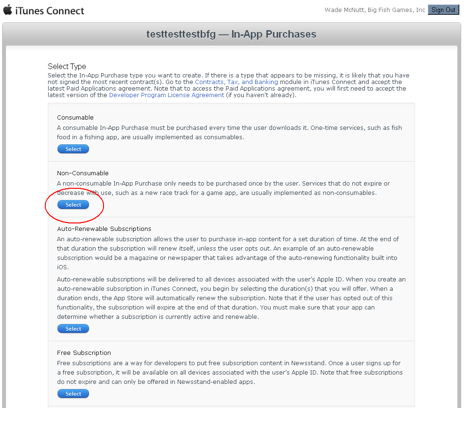 iTunes Connect
Wade McNutt, Big Fish Games, Inc Sign Out
testtesttestbfg — In-App Purchases
Select Type
Select the In-App Purchase type you want to create. If there is a type that appears to be missing, it is likely that you have
not signed the most recent contract(s). Go to the Contracts, Tax, and Banking module in iTunes Connect and accept the
latest Paid Applications agreement. Note that to access the Paid Applications agreement, you will first need to accept the
latest version of the Developer Program License Agreement (if you haven't already).
Consumable
A consumable In-App Purchase must be purchased every time the user downloads it. One-time services, such as fish
food in a fishing app, are usually implemented as consumables.
Select
Non-Consumable
A non-consumable In-App Purchase only needs to be purchased once by the user. Services that do not expire or
decrease with use, such as a new race track for a game app, are usually implemented as non-consumables.
Select
Auto-Renewable Subscriptions
An auto-renewable subscription allows the user to purchase in-app content for a set duration of time. At the end of
that duration the subscription will renew itself, unless the user opts out. An example of an auto-renewable
subscription would be a magazine or newspaper that takes advantage of the auto-renewing functionality built into
iOS.
Auto-renewable subscriptions will be delivered to all devices associated with the user's Apple ID. When you create an
auto-renewable subscription in iTunes Connect, you begin by selecting the duration(s) that you will offer. When a
duration ends, the App Store will automatically renew the subscription. Note that if the user has opted out of this
functionality, the subscription will expire at the end of that duration. You must make sure that your app can
determine whether a subscription is currently active and renewable.
Select
Free Subscription
Free subscriptions are a way for developers to put free subscription content in Newsstand. Once a user signs up for
a free subscription, it will be available on all devices associated with the user's Apple ID. Note that free subscriptions
do not expire and can only be offered in Newsstand-enabled apps.
Select